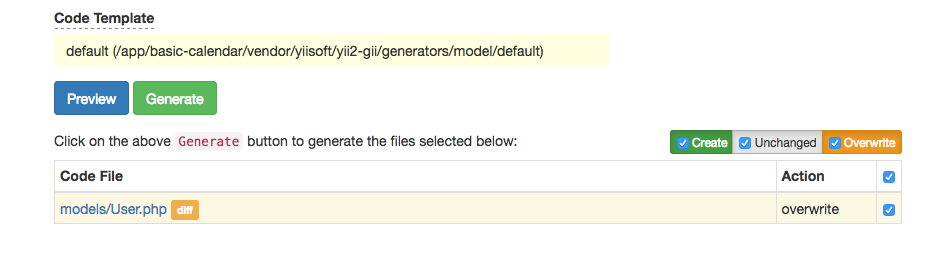 Code Template
default (/app/basic-calendar/vendor/yiisoft/yii2-gii/generators/model/default)
Preview Generate
Click on the above Generate button to generate the files selected below: Create Unchanged Overwrite
Code File Action
models/User.php diff overwrite